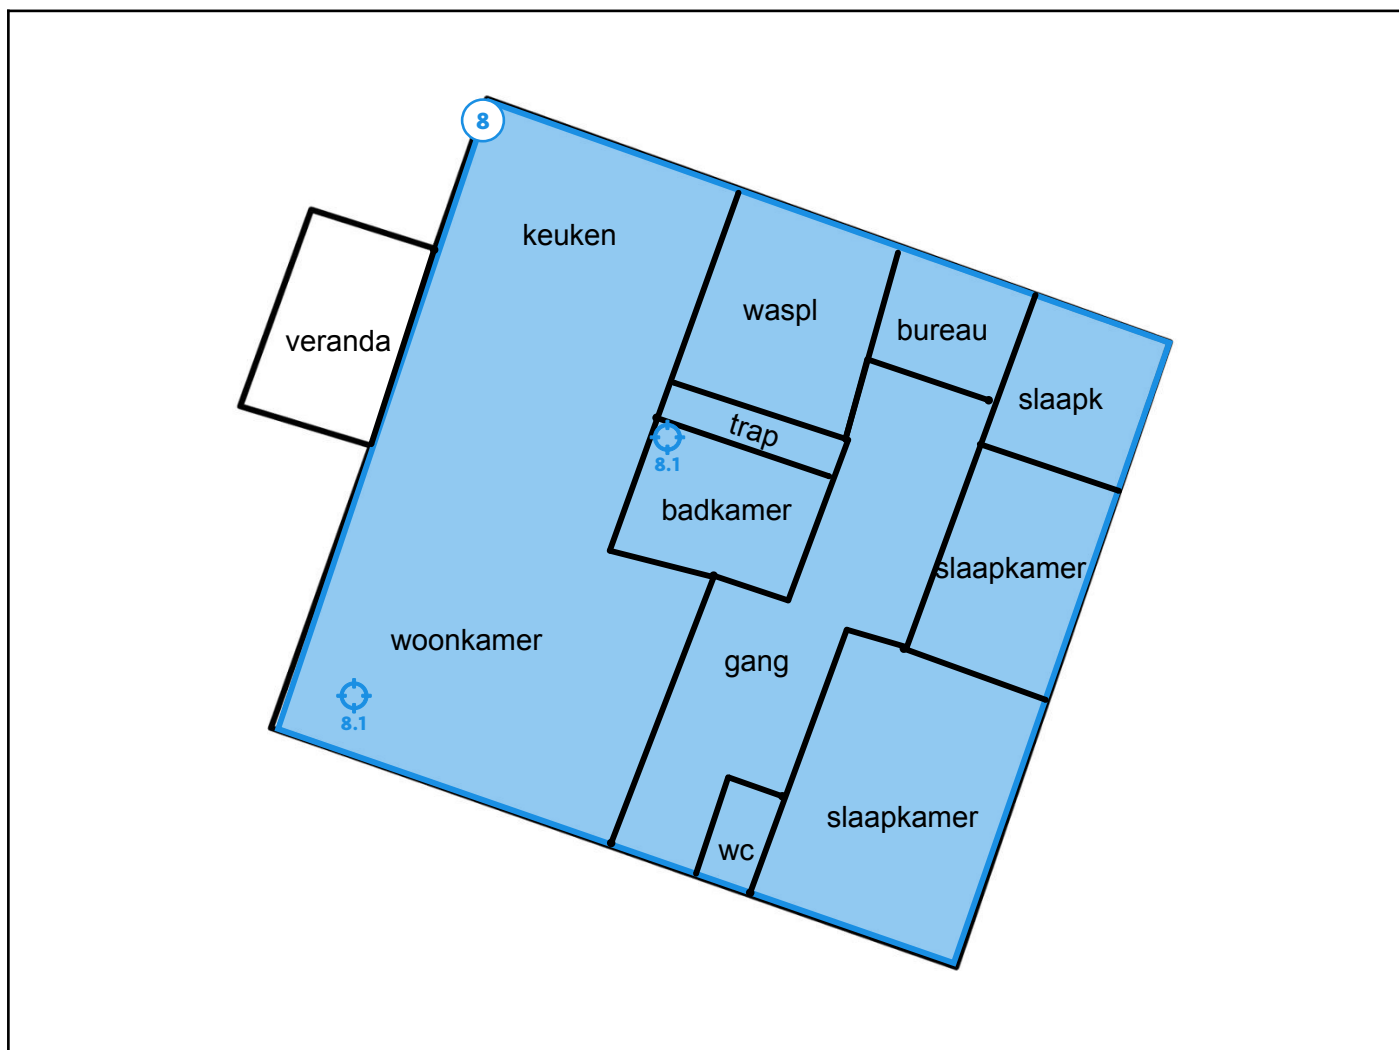 8
keuken
waspl
bureau
veranda
slaapk
trap
8.1
badkamer
slaapkamer
woonkamer
gang
8.1
slaapkamer
wc